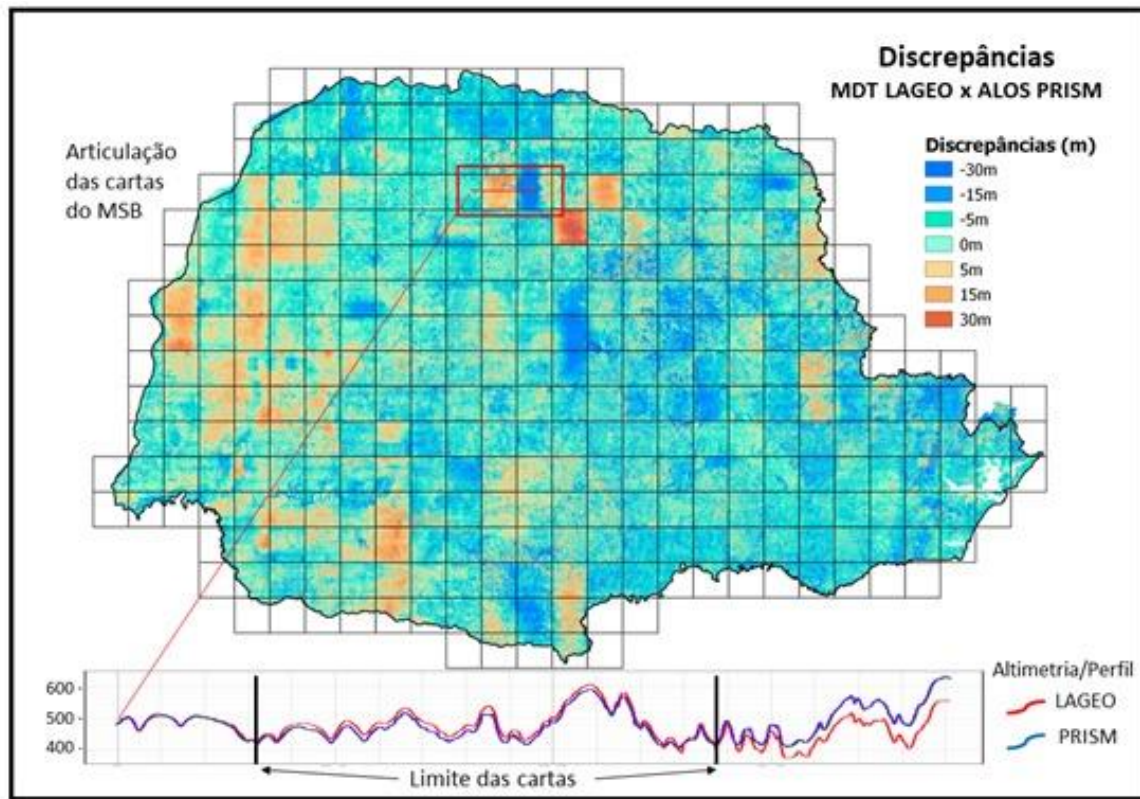 Discrepâncias
MDT LAGEO x ALOS PRISM
Articulação
das cartas
do MSB
Discrepâncias (m)
-30m
-15m
-5m
0m
5m
15m
30m
Altimetria/Perfil
LAGEO
PRISM
600
500
400
Limite das cartas